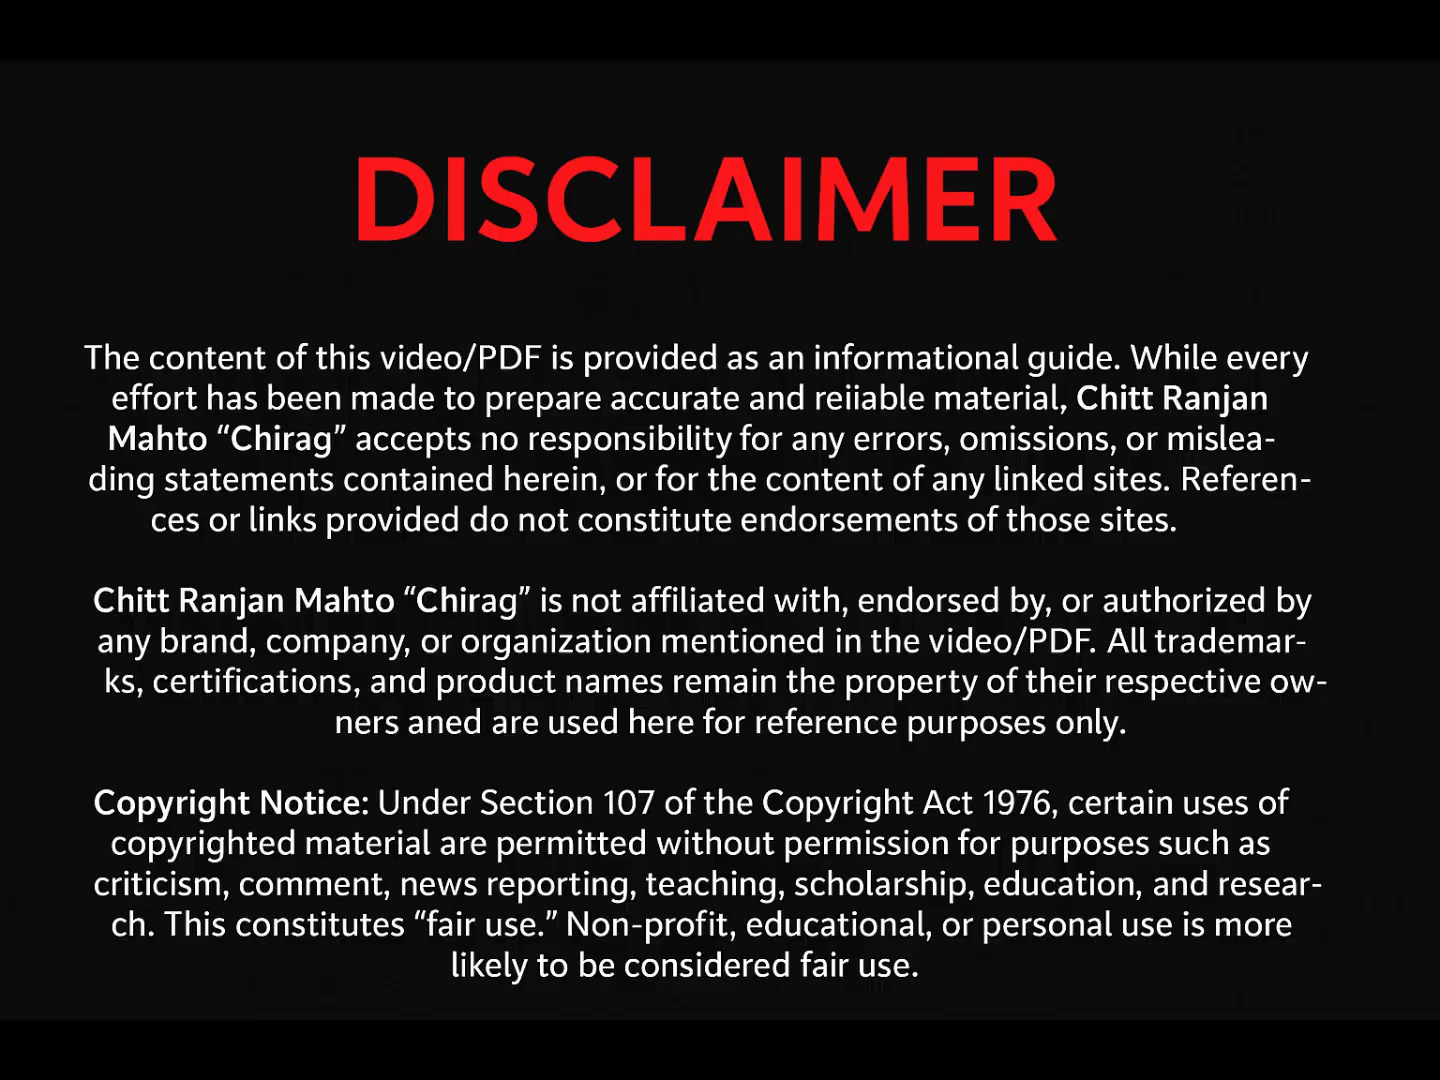 DISCLAIMER
The content of this video/PDF is provided as an informational guide. While every
effort has been made to prepare accurate and reiiable material, Chitt Ranjan
Mahto “Chirag” accepts no responsibility for any errors, omissions, or mislea-
ding statements contained herein, or for the content of any linked sites. Referen-
ces or links provided do not constitute endorsements of those sites.
Chitt Ranjan Mahto “Chirag” is not affiliated with, endorsed by, or authorized by
any brand, company, or organization mentioned in the video/PDF. All trademar-
ks, certifications, and product names remain the property of their respective ow-
ners aned are used here for reference purposes only.
Copyright Notice: Under Section 107 of the Copyright Act 1976, certain uses of
copyrighted material are permitted without permission for purposes such as
criticism, comment, news reporting, teaching, scholarship, education, and resear-
ch. This constitutes “fair use.” Non-profit, educational, or personal use is more
likely to be considered fair use.